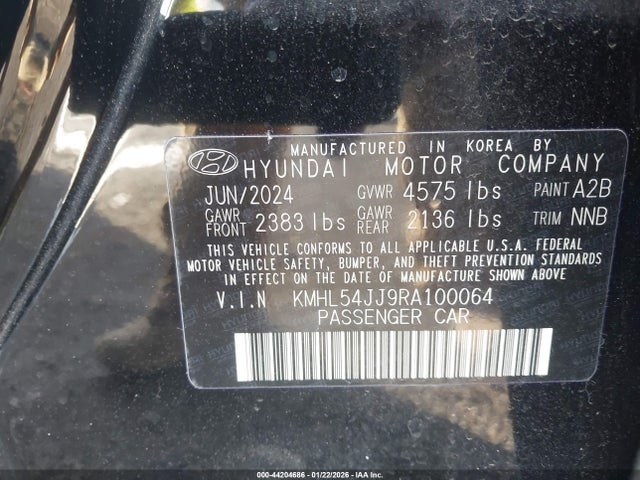 MANUFACTURED IN KOREA BY
HYUNDAI MOTOR COMPANY
JUN/2024 GVWR 4575 lbs PAINT A2B
GAWR FRONT 2383 lbs GAWR REAR 2136 lbs TRIM NNB
THIS VEHICLE CONFORMS TO ALL APPLICABLE U.S.A. FEDERAL
MOTOR VEHICLE SAFETY, BUMPER, AND THEFT PREVENTION STANDARDS
IN EFFECT ON THE DATE OF MANUFACTURE SHOWN ABOVE
V.I.N KMHL54JJ9RA100064
PASSENGER CAR
000-44204686 - 01/22/2026 - IAA Inc.